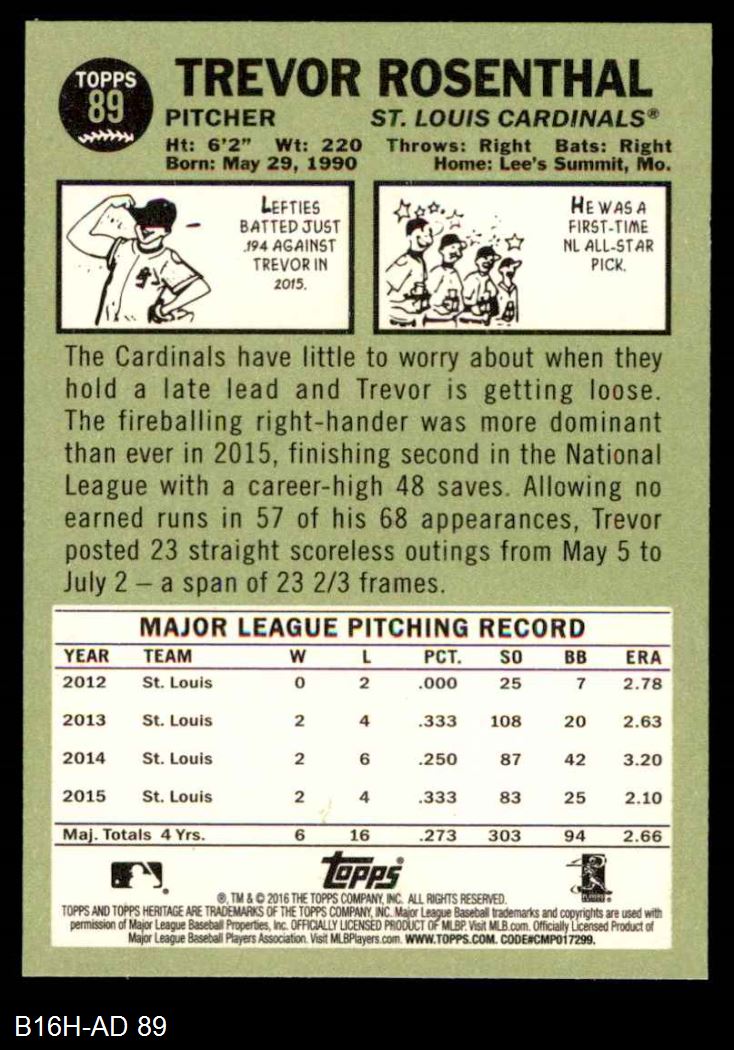 TOPPS
89
TREVOR ROSENTHAL
PITCHER ST. LOUIS CARDINALS®
Ht: 6'2" Wt: 220 Throws: Right Bats: Right
Born: May 29, 1990 Home: Lee's Summit, Mo.
LEFTIES
BATTED JUST
.194 AGAINST
TREVOR IN
2015.
HE WAS A
FIRST-TIME
NL ALL-STAR
PICK.
The Cardinals have little to worry about when they
hold a late lead and Trevor is getting loose.
The fireballing right-hander was more dominant
than ever in 2015, finishing second in the National
League with a career-high 48 saves. Allowing no
earned runs in 57 of his 68 appearances, Trevor
posted 23 straight scoreless outings from May 5 to
July 2 – a span of 23 2/3 frames.
MAJOR LEAGUE PITCHING RECORD
YEAR TEAM W L PCT. SO BB ERA
2012 St. Louis 0 2 .000 25 7 2.78
2013 St. Louis 2 4 .333 108 20 2.63
2014 St. Louis 2 6 .250 87 42 3.20
2015 St. Louis 2 4 .333 83 25 2.10
Maj. Totals 4 Yrs. 6 16 .273 303 94 2.66
Topps®
®, TM & © 2016 THE TOPPS COMPANY, INC. ALL RIGHTS RESERVED.
TOPPS AND TOPPS HERITAGE ARE TRADEMARKS OF THE TOPPS COMPANY, INC. Major League Baseball trademarks and copyrights are used with
permission of Major League Baseball Properties, Inc. OFFICIALLY LICENSED PRODUCT OF MLBP. Visit MLB.com. Officially Licensed Product of
Major League Baseball Players Association. Visit MLBPlayers.com. WWW.TOPPS.COM. CODE#CMP017299.
B16H-AD 89